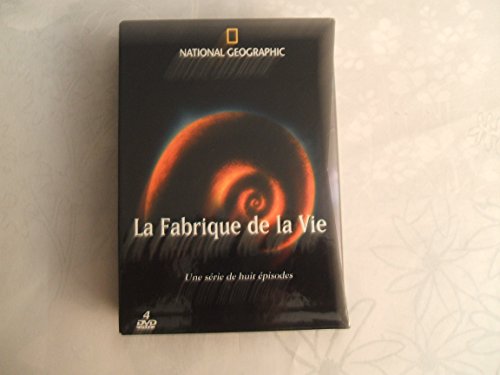 NATIONAL GEOGRAPHIC
La Fabrique de la Vie
Une série de huit épisodes
4
DVD